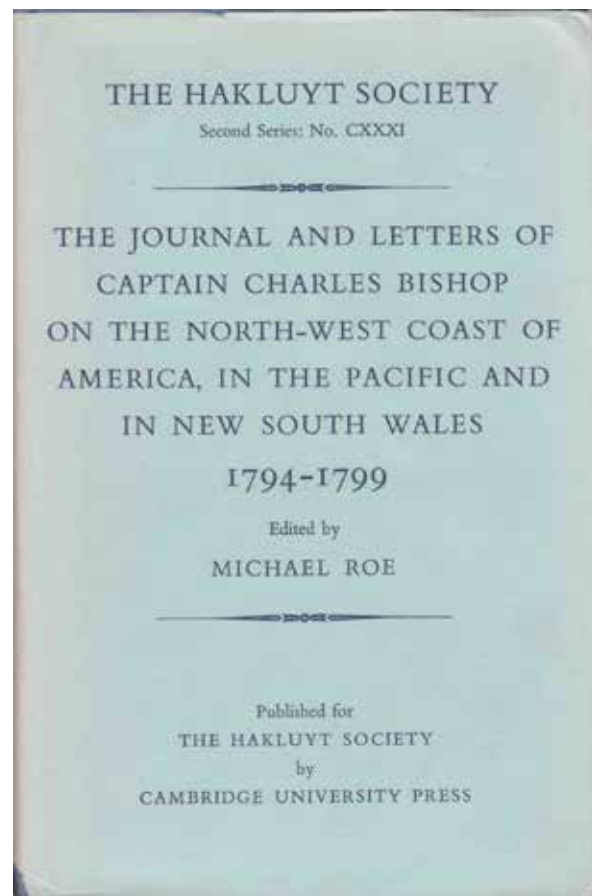 THE HAKLUYT SOCIETY
Second Series: No. CXXXI
THE JOURNAL AND LETTERS OF
CAPTAIN CHARLES BISHOP
ON THE NORTH-WEST COAST OF
AMERICA, IN THE PACIFIC AND
IN NEW SOUTH WALES
1794-1799
Edited by
MICHAEL ROE
Published for
THE HAKLUYT SOCIETY
by
CAMBRIDGE UNIVERSITY PRESS